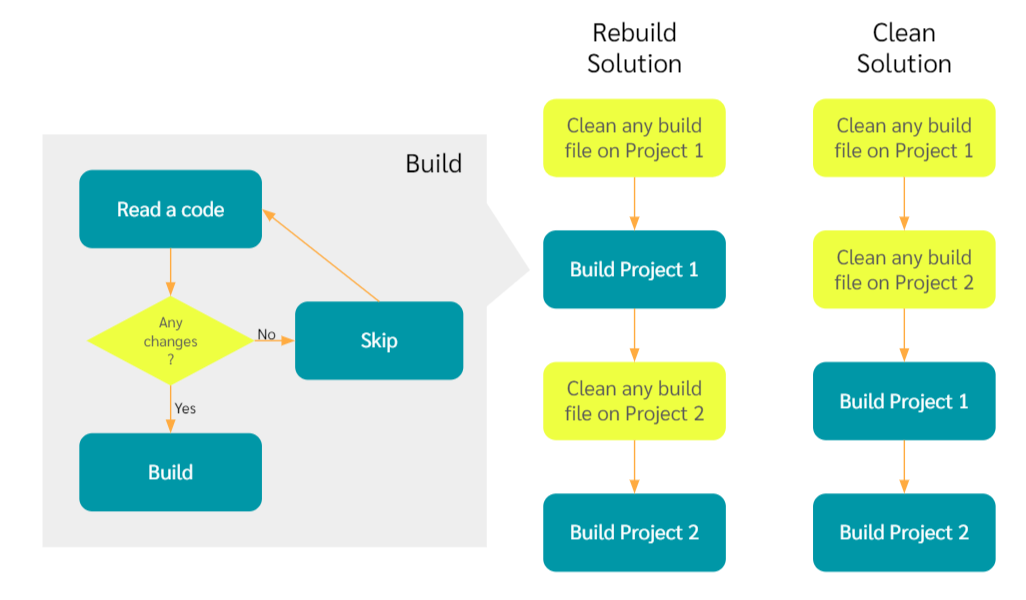 Build
Read a code
Any
changes
?
No
Skip
Yes
Build
Rebuild
Solution
Clean any build
file on Project 1
Build Project 1
Clean any build
file on Project 2
Build Project 2
Clean
Solution
Clean any build
file on Project 1
Clean any build
file on Project 2
Build Project 1
Build Project 2